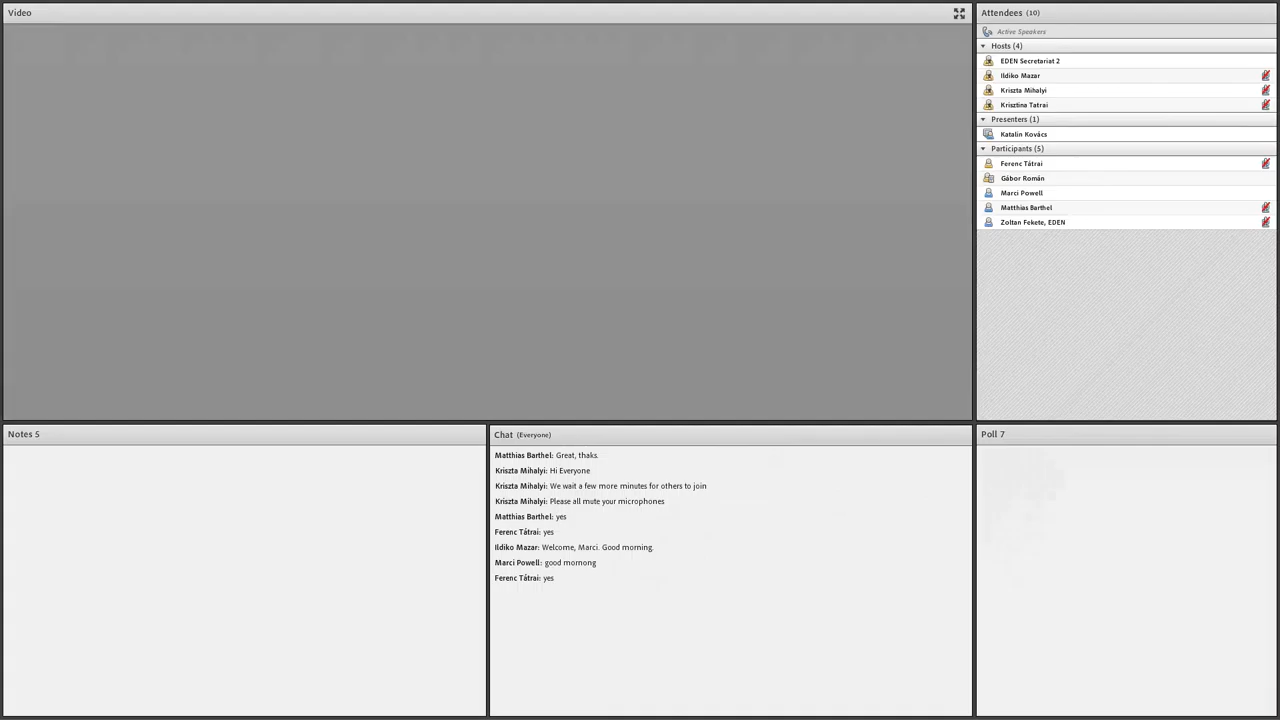 Video
Attendees (10)
Active Speakers
Hosts (4)
EDEN Secretariat 2
Ildiko Mazar
Kriszta Mihalyi
Krisztina Tatrai
Presenters (1)
Katalin Kovács
Participants (5)
Ferenc Tátrai
Gábor Román
Marci Powell
Matthias Barthel
Zoltan Fekete, EDEN
Notes 5
Chat (Everyone)
Matthias Barthel: Great, thaks.
Kriszta Mihalyi: Hi Everyone
Kriszta Mihalyi: We wait a few more minutes for others to join
Kriszta Mihalyi: Please all mute your microphones
Matthias Barthel: yes
Ferenc Tátrai: yes
Ildiko Mazar: Welcome, Marci. Good morning.
Marci Powell: good mornong
Ferenc Tátrai: yes
Poll 7